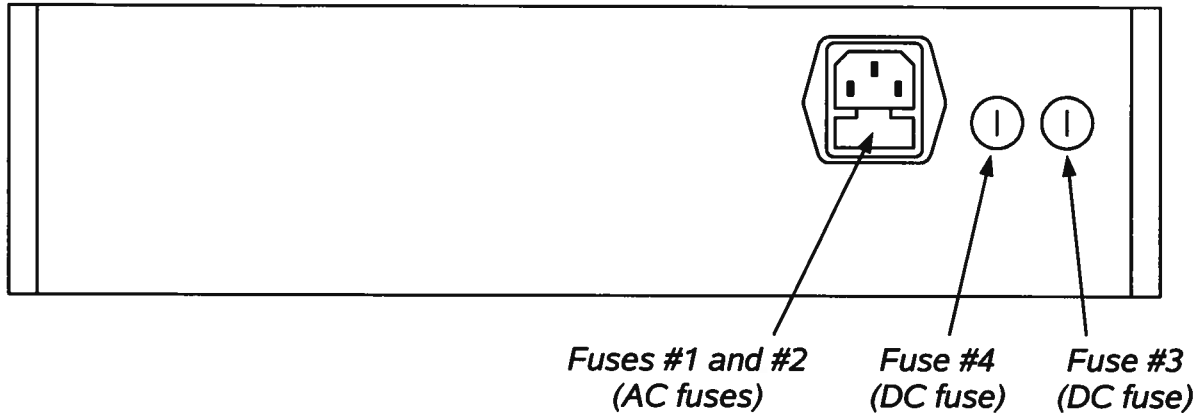 Fuses #1 and #2
(AC fuses)
Fuse #4
(DC fuse)
Fuse #3
(DC fuse)